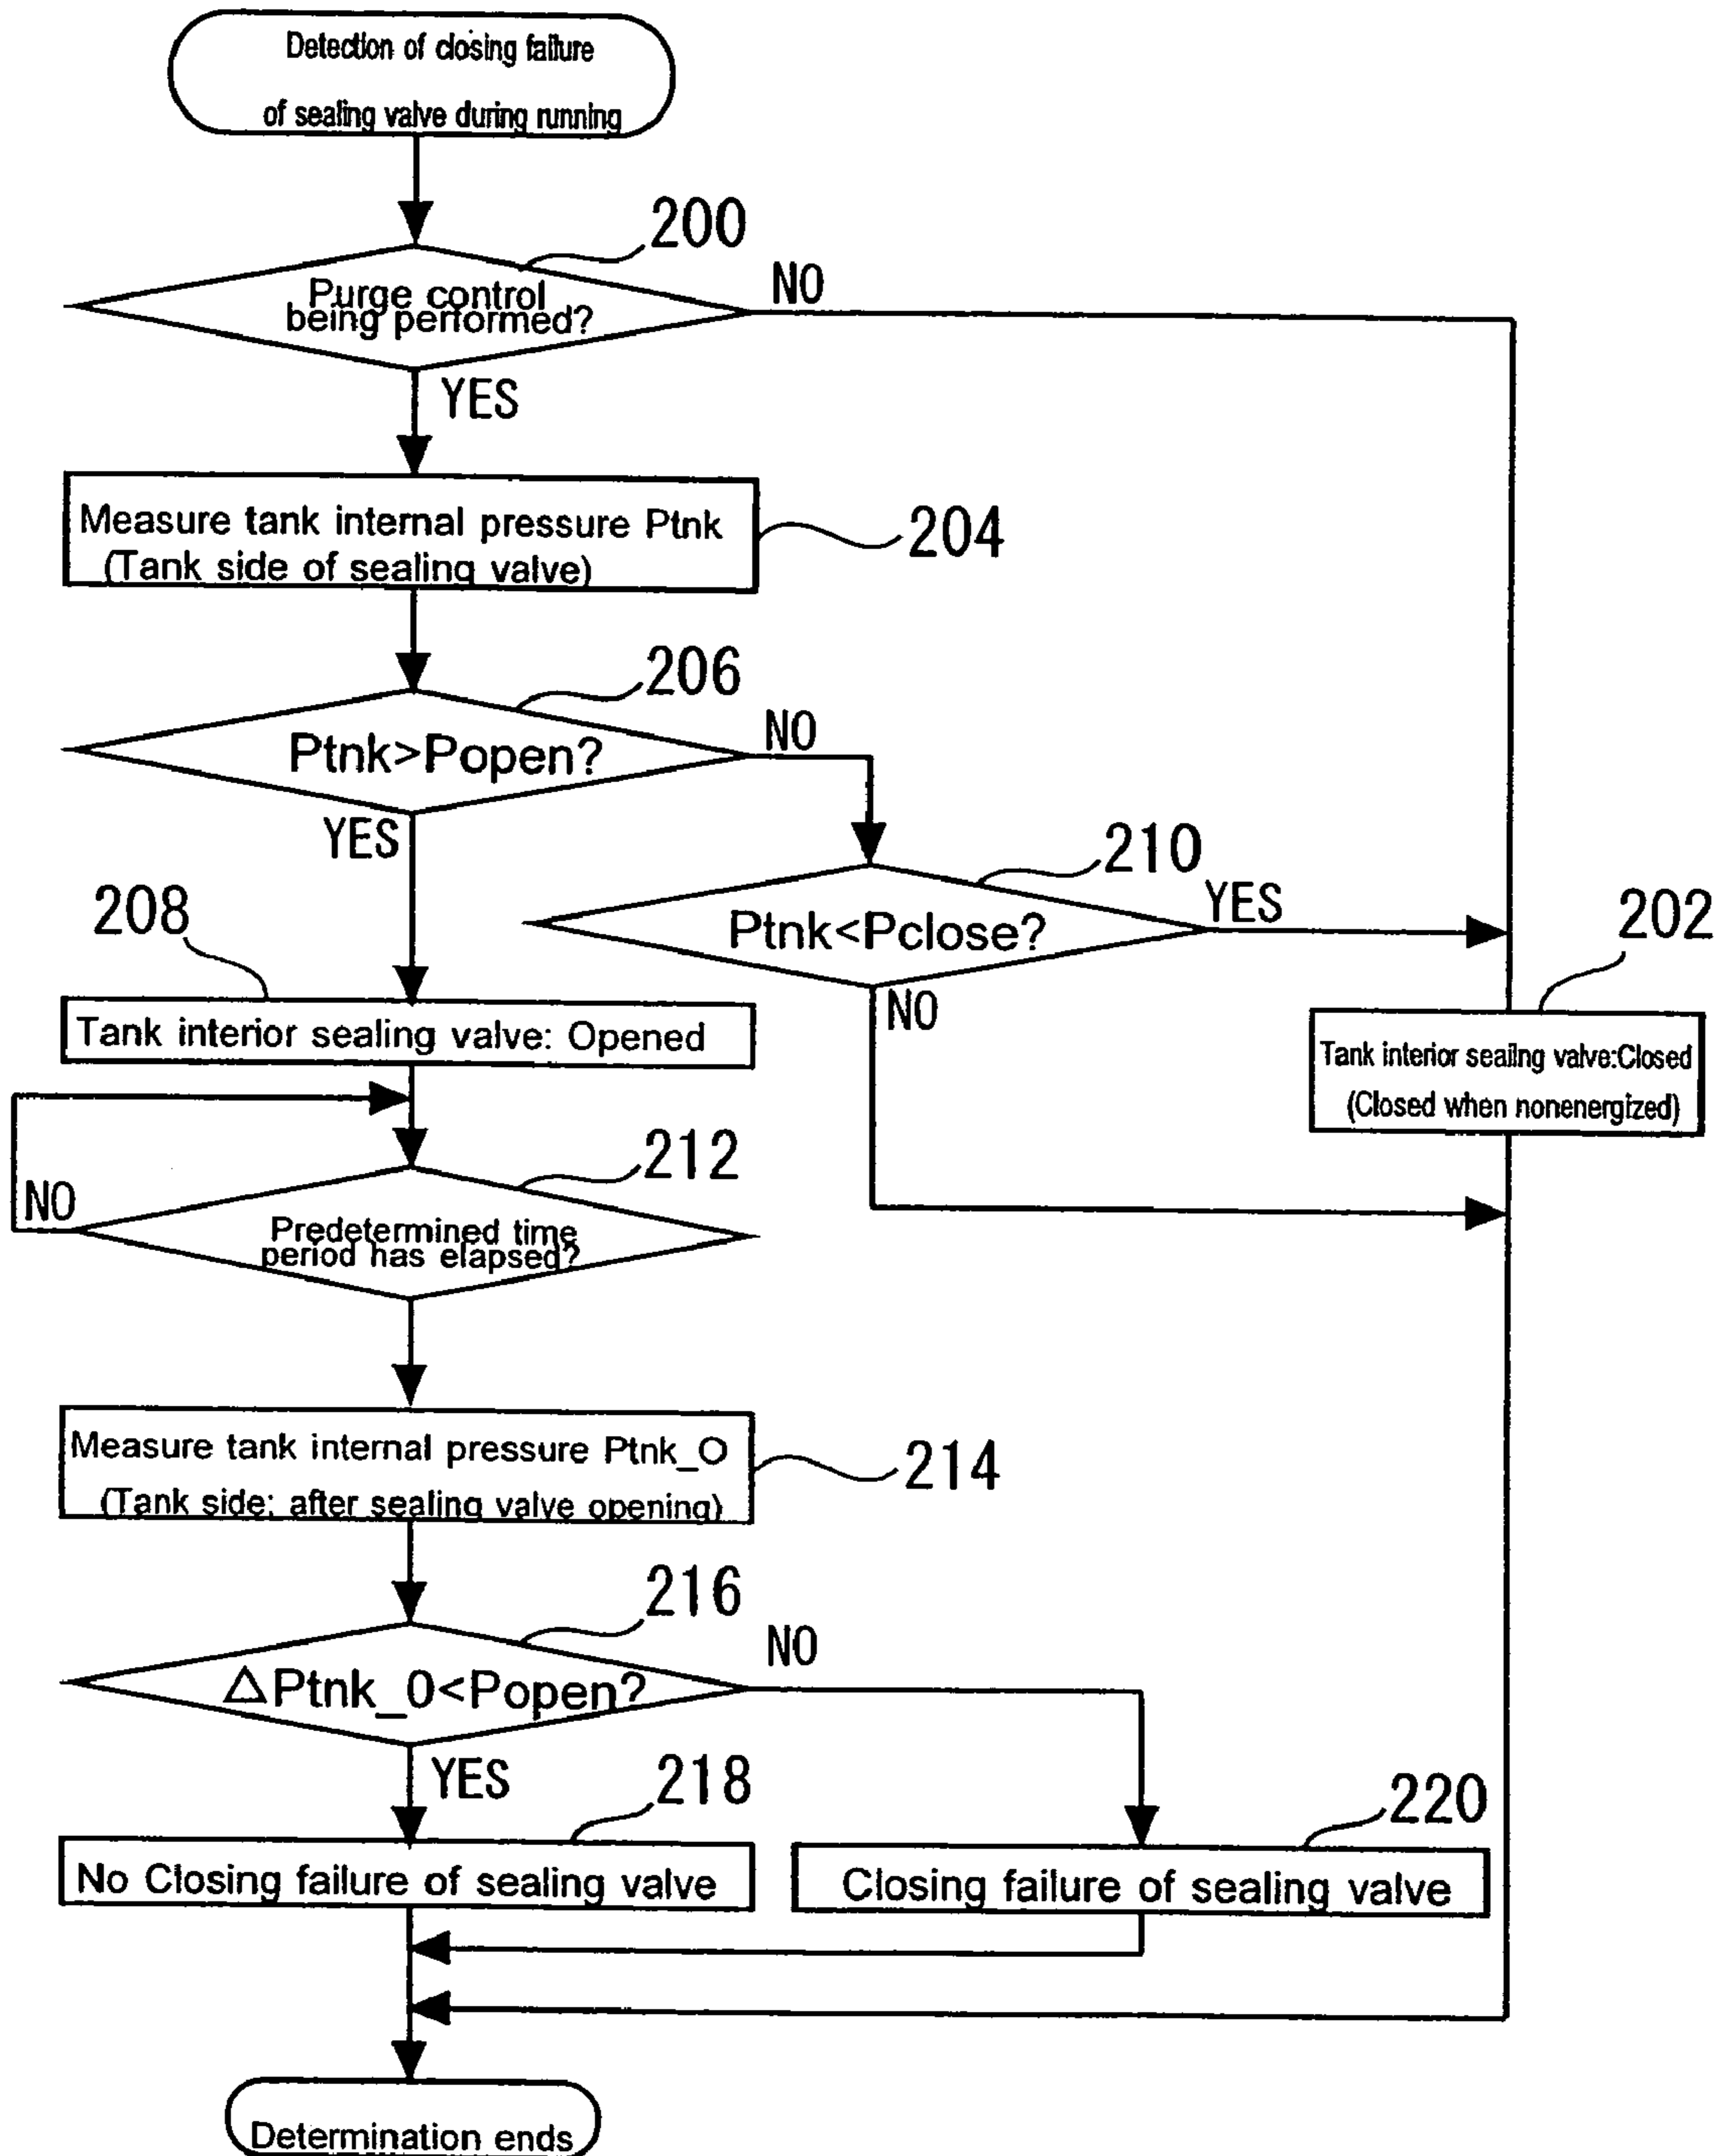 Detection of closing failure
of sealing valve during running
200
NO
Purge control
being performed?
YES
Measure tank internal pressure Ptnk
(Tank side of sealing valve)
204
206
NO
Ptnk>Popen?
YES
210
YES
Ptnk<Pclose?
NO
202
208
Tank interior sealing valve: Opened
Tank interior sealing valve:Closed
(Closed when nonenergized)
212
NO
Predetermined time
period has elapsed?
Measure tank internal pressure Ptnk_O
(Tank side; after sealing valve opening)
214
216
NO
△Ptnk_0<Popen?
YES
218
220
No Closing failure of sealing valve
Closing failure of sealing valve
Determination ends